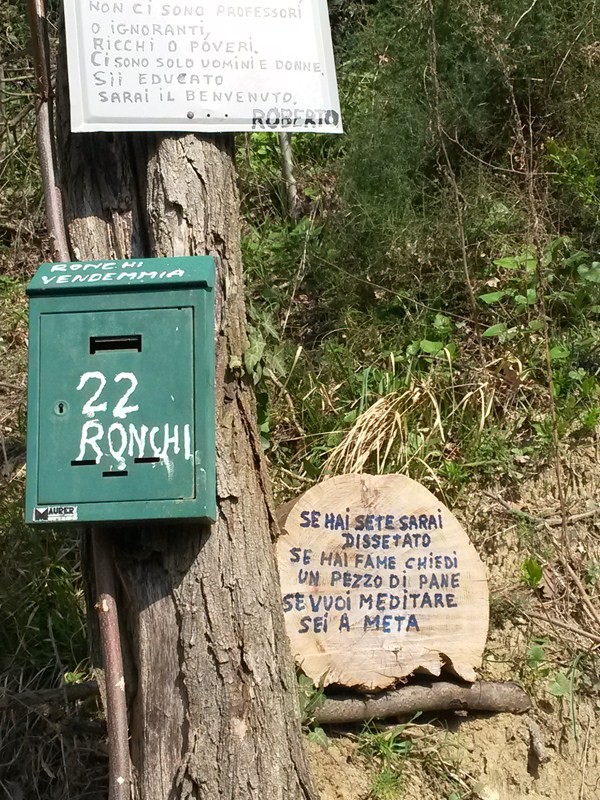 NON CI SONO PROFESSORI
O IGNORANTI,
RICCHI O POVERI.
CI SONO SOLO UOMINI E DONNE.
SII EDUCATO
SARAI IL BENVENUTO.
ROBERTO
RONCHI
VENDEMMIA
22
RONCHI
MAURER
SE HAI SETE SARAI
DISSETATO
SE HAI FAME CHIEDI
UN PEZZO DI PANE
SE VUOI MEDITARE
SEI A META